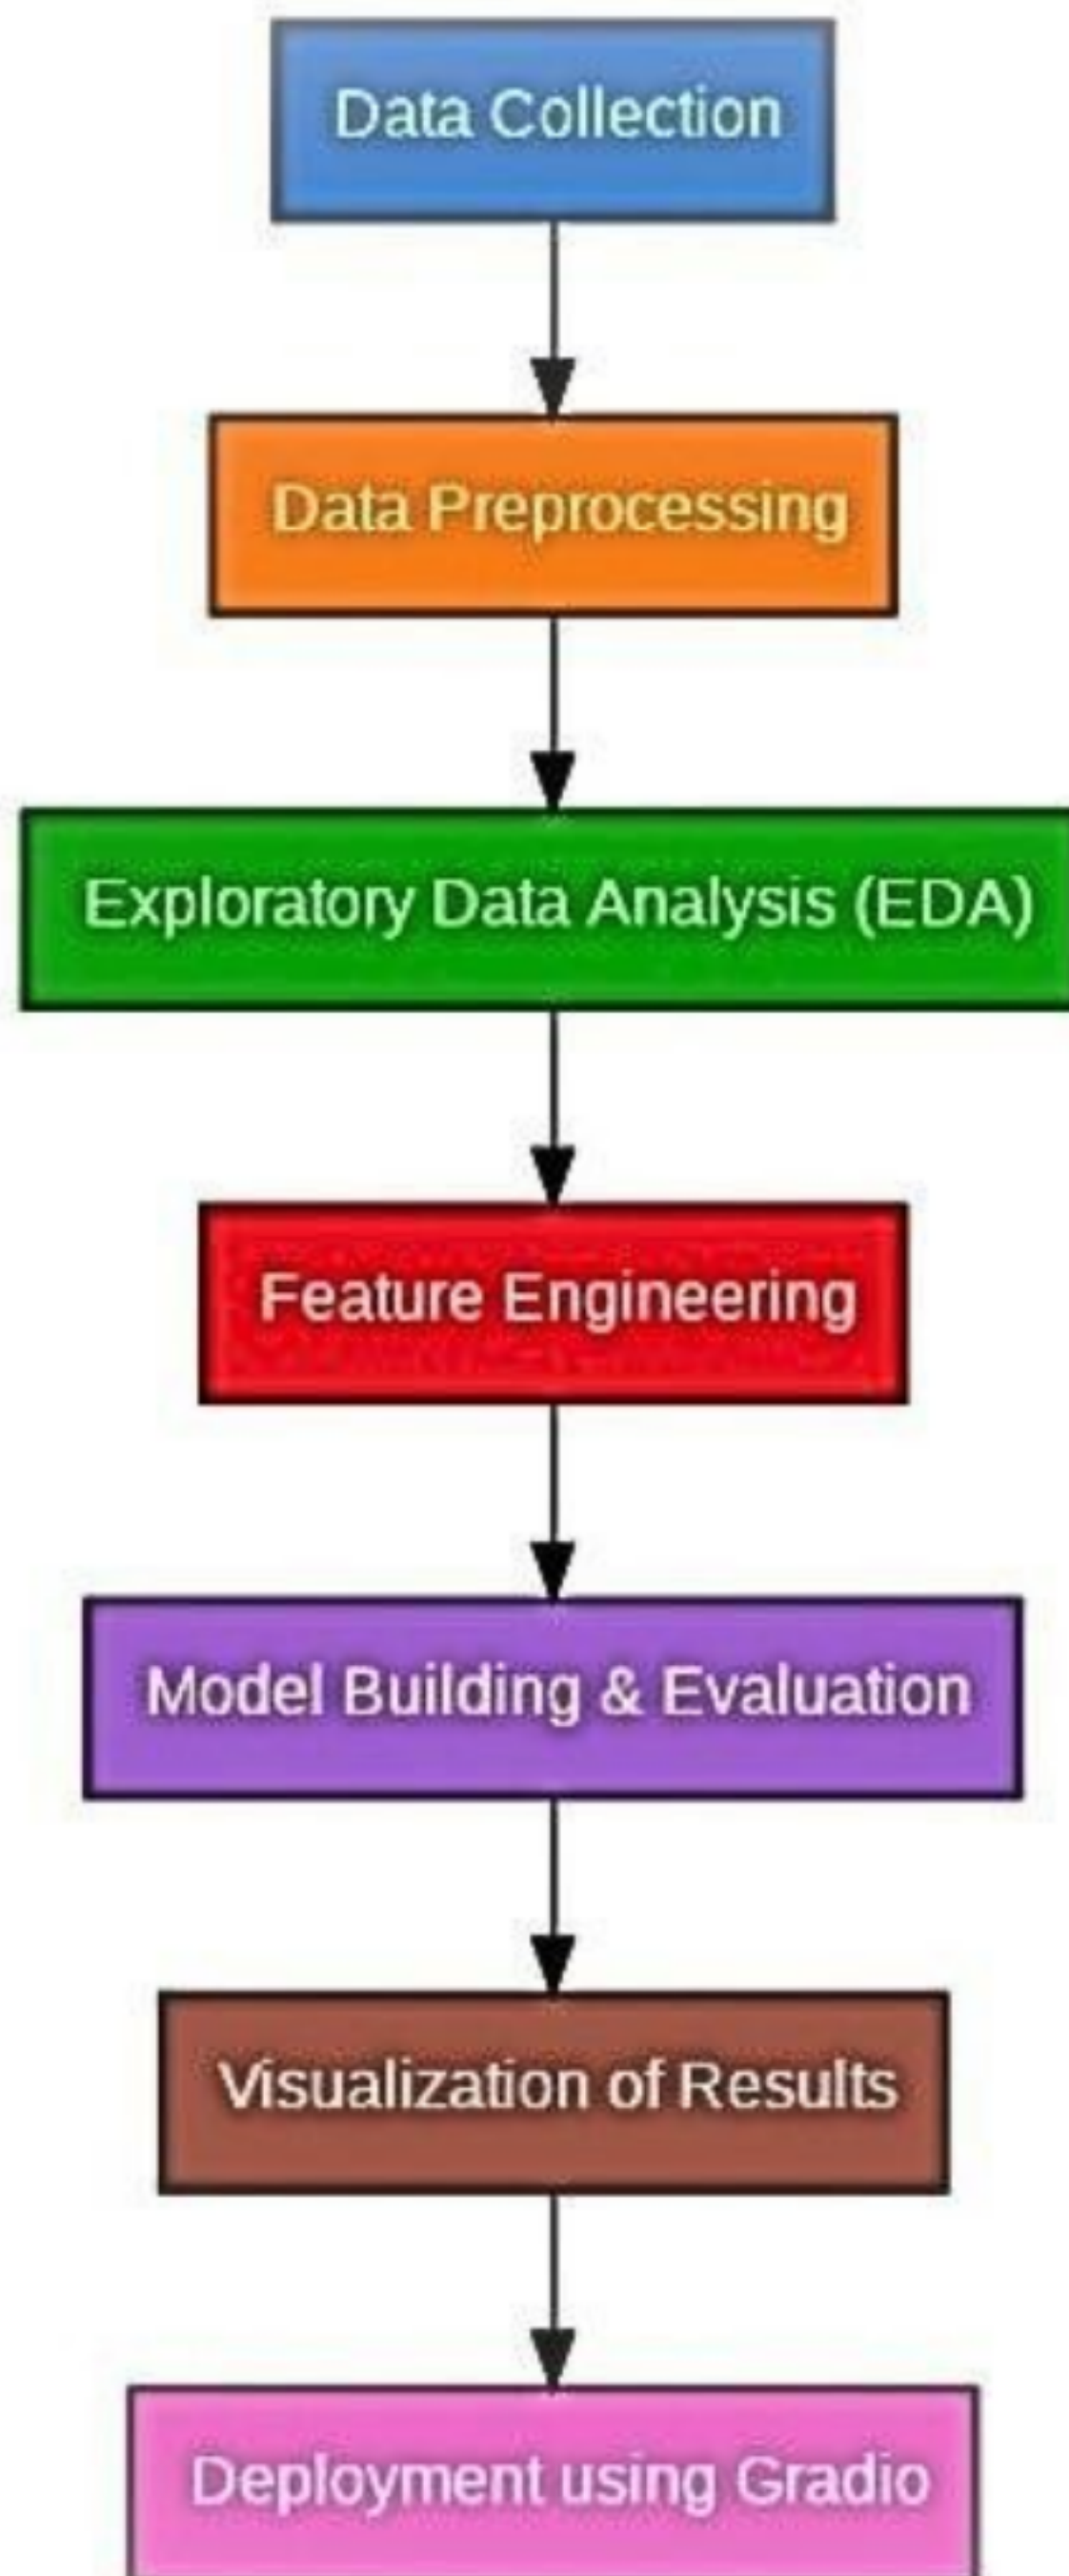 Data Collection
Data Preprocessing
Exploratory Data Analysis (EDA)
Feature Engineering
Model Building & Evaluation
Visualization of Results
Deployment using Gradio